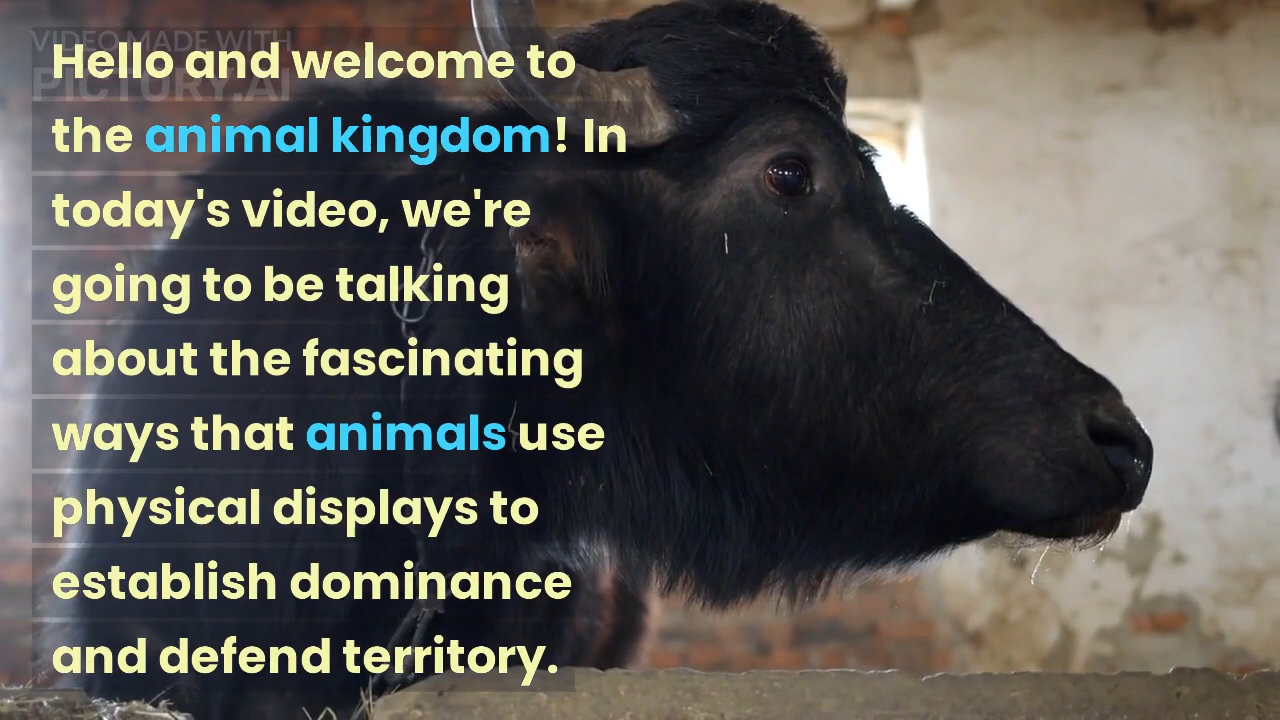 VIDEO MADE WITH
PICTORY.AI
Hello and welcome to
the animal kingdom! In
today's video, we're
going to be talking
about the fascinating
ways that animals use
physical displays to
establish dominance
and defend territory.